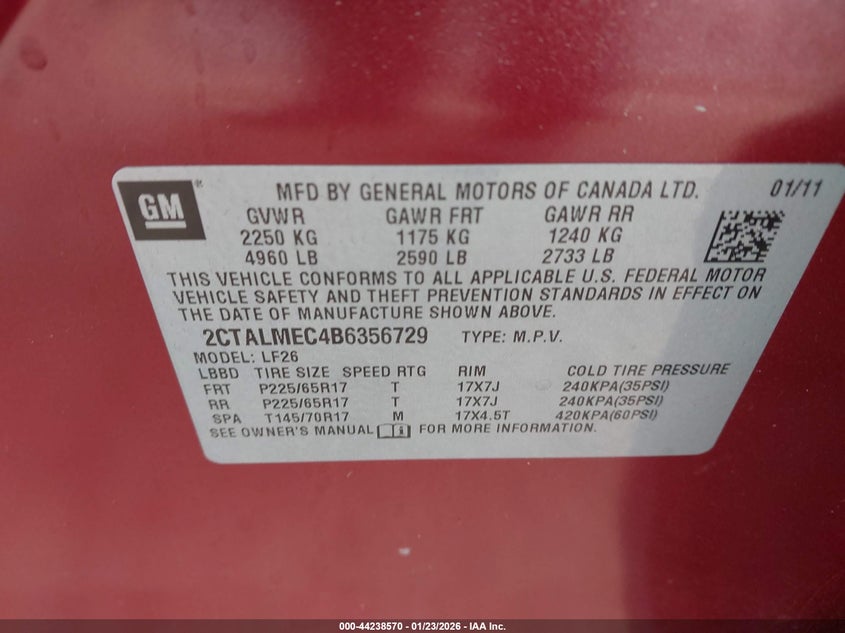 GM
MFD BY GENERAL MOTORS OF CANADA LTD. 01/11
GVWR GAWR FRT GAWR RR
2250 KG 1175 KG 1240 KG
4960 LB 2590 LB 2733 LB
THIS VEHICLE CONFORMS TO ALL APPLICABLE U.S. FEDERAL MOTOR
VEHICLE SAFETY AND THEFT PREVENTION STANDARDS IN EFFECT ON
THE DATE OF MANUFACTURE SHOWN ABOVE.
2CTALMEC4B6356729 TYPE: M.P.V.
MODEL: LF26
LBBD TIRE SIZE SPEED RTG RIM COLD TIRE PRESSURE
FRT P225/65R17 T 17X7J 240KPA(35PSI)
RR P225/65R17 T 17X7J 240KPA(35PSI)
SPA T145/70R17 M 17X4.5T 420KPA(60PSI)
SEE OWNER'S MANUAL FOR MORE INFORMATION.
000-44238570 — 01/23/2026 — IAA Inc.